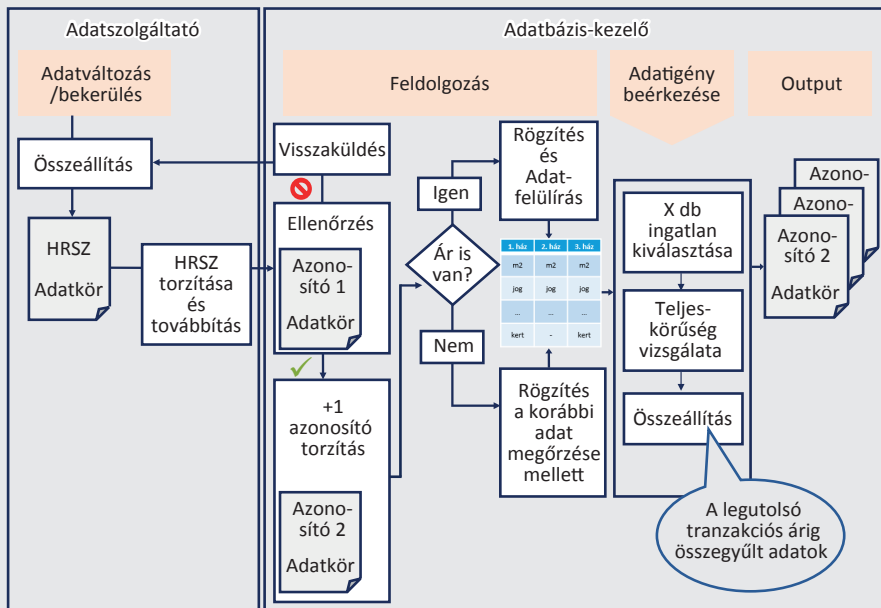 Adatszolgáltató
Adatbázis-kezelő
Adatváltozás
/bekerülés
Feldolgozás
Adatigény
beérkezése
Output
Összeállítás
HRSZ
Adatkör
HRSZ
torzítása
és
továbbítás
Visszaküldés
Ellenőrzés
Azono-
sító 1
Adatkör
+1
azonosító
torzítás
Azono-
sító 2
Adatkör
Igen
Ár is
van?
Nem
Rögzítés
és
Adat-
felülírás
1. ház 2. ház 3. ház
m2 m2 m2
jog jog jog
... ... ...
kert - kert
Rögzítés
a korábbi
adat
megőrzése
mellett
X db
ingatlan
kiválasztása
Teljes-
körűség
vizsgálata
Összeállítás
A legutolsó
tranzakciós árig
összegyűlt adatok
Azono-
Azono-
Azono-
sító 2
Adatkör